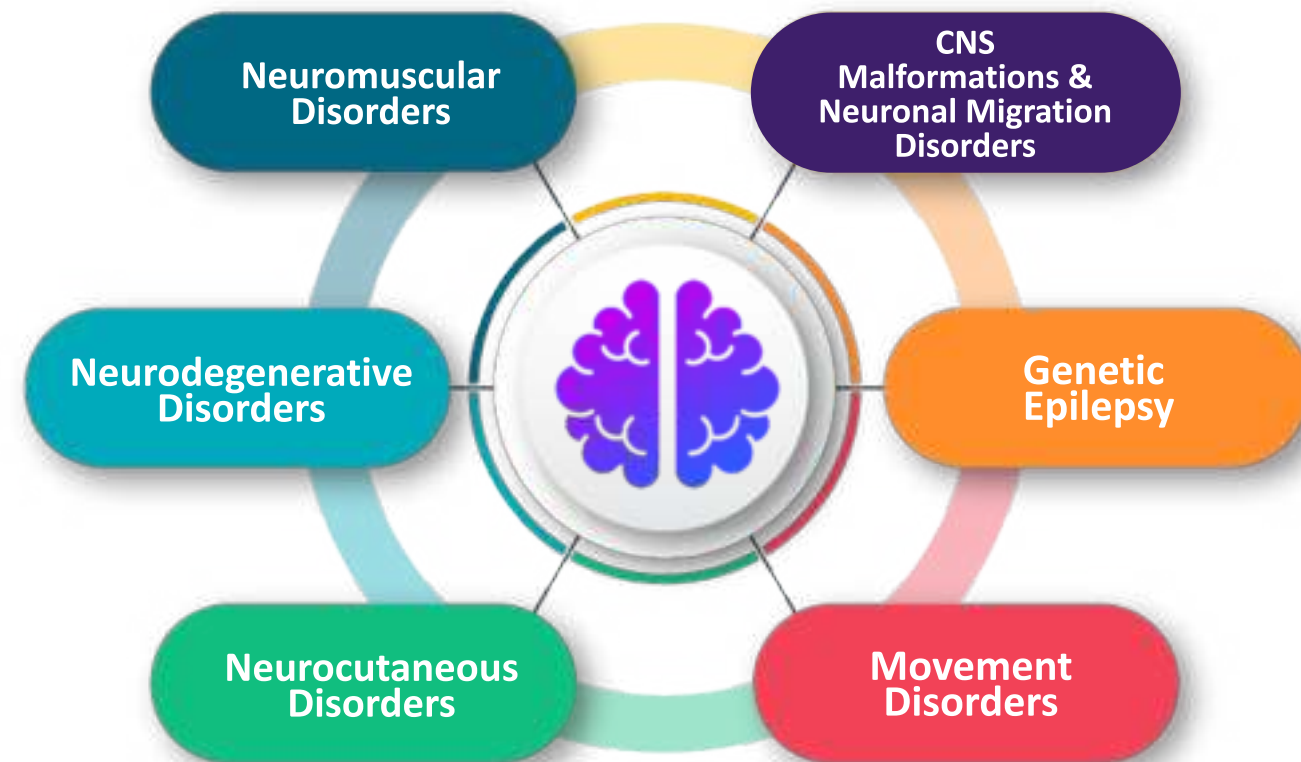 Neuromuscular
Disorders
CNS
Malformations &
Neuronal Migration
Disorders
Neurodegenerative
Disorders
Genetic
Epilepsy
Neurocutaneous
Disorders
Movement
Disorders